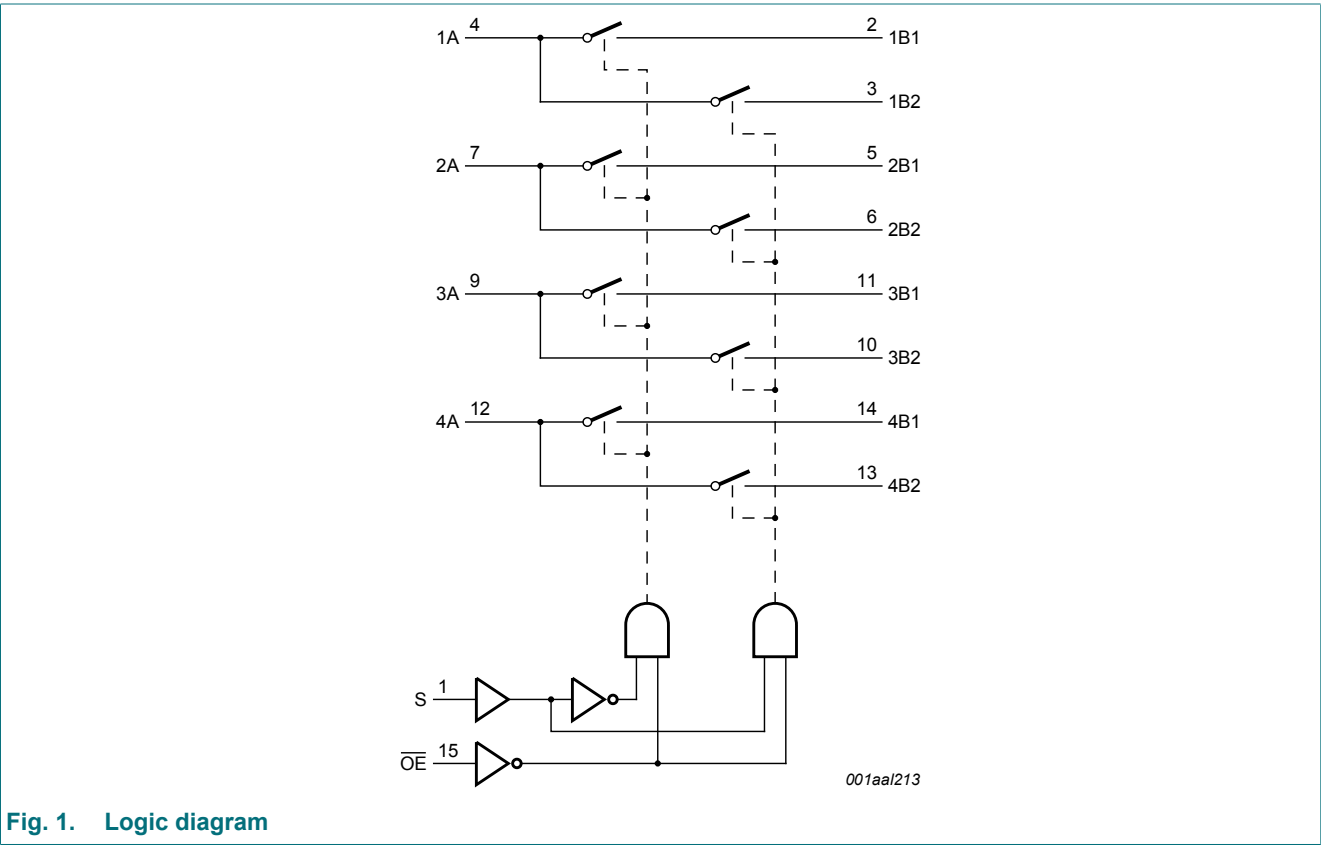 1A 4 2 1B1
3 1B2
2A 7 5 2B1
6 2B2
3A 9 11 3B1
10 3B2
4A 12 14 4B1
13 4B2
S 1
O̅E̅ 15
001aal213
Fig. 1. Logic diagram